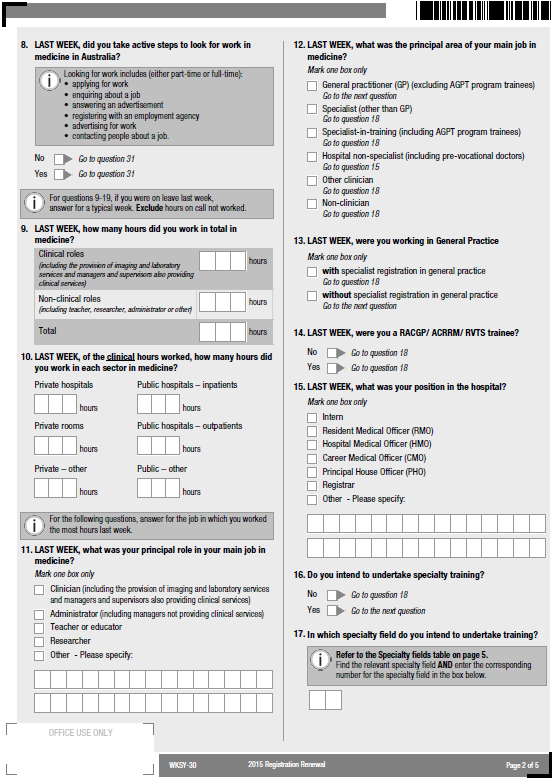 8. LAST WEEK, did you take active steps to look for work in
medicine in Australia?
i
Looking for work includes (either part-time or full-time):
• applying for work
• enquiring about a job
• answering an advertisement
• registering with an employment agency
• advertising for work
• contacting people about a job.
No Go to question 31
Yes Go to question 31
i
For questions 9-19, if you were on leave last week,
answer for a typical week. Exclude hours on call not worked.
9. LAST WEEK, how many hours did you work in total in
medicine?
Clinical roles
(including the provision of imaging and laboratory
services and managers and supervisors also providing
clinical services)
hours
Non-clinical roles
(including teacher, researcher, administrator or other)
hours
Total
hours
10. LAST WEEK, of the clinical hours worked, how many hours did
you work in each sector in medicine?
Private hospitals Public hospitals – inpatients
hours hours
Private rooms Public hospitals – outpatients
hours hours
Private – other Public – other
hours hours
i
For the following questions, answer for the job in which you worked
the most hours last week.
11. LAST WEEK, what was your principal role in your main job in
medicine?
Mark one box only
Clinician (including the provision of imaging and laboratory services
and managers and supervisors also providing clinical services)
Administrator (including managers not providing clinical services)
Teacher or educator
Researcher
Other - Please specify:
12. LAST WEEK, what was the principal area of your main job in
medicine?
Mark one box only
General practitioner (GP) (excluding AGPT program trainees)
Go to the next question
Specialist (other than GP)
Go to question 18
Specialist-in-training (including AGPT program trainees)
Go to question 18
Hospital non-specialist (including pre-vocational doctors)
Go to question 15
Other clinician
Go to question 18
Non-clinician
Go to question 18
13. LAST WEEK, were you working in General Practice
Mark one box only
with specialist registration in general practice
Go to question 18
without specialist registration in general practice
Go to the next question
14. LAST WEEK, were you a RACGP/ ACRRM/ RVTS trainee?
No Go to question 18
Yes Go to question 18
15. LAST WEEK, what was your position in the hospital?
Mark one box only
Intern
Resident Medical Officer (RMO)
Hospital Medical Officer (HMO)
Career Medical Officer (CMO)
Principal House Officer (PHO)
Registrar
Other - Please specify:
16. Do you intend to undertake specialty training?
No Go to question 18
Yes Go to the next question
17. In which specialty field do you intend to undertake training?
i
Refer to the Specialty fields table on page 5.
Find the relevant specialty field AND enter the corresponding
number for the specialty field in the box below.
OFFICE USE ONLY
WKSY-30 2015 Registration Renewal Page 2 of 5